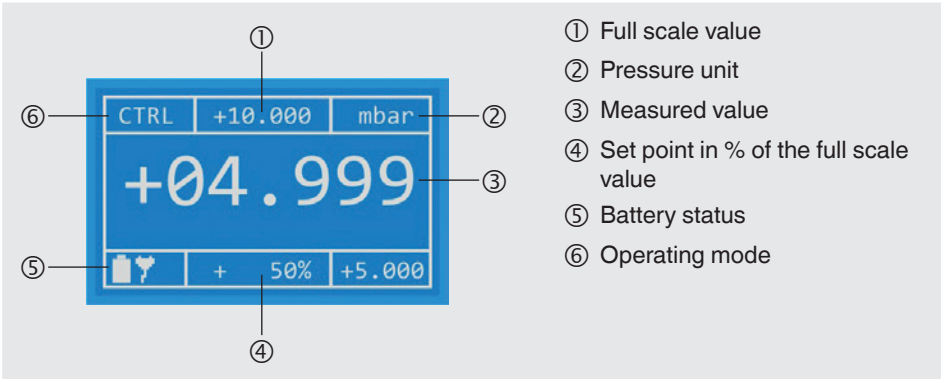 ①
① Full scale value
② Pressure unit
③ Measured value
④ Set point in % of the full scale
value
⑤ Battery status
⑥ Operating mode
⑥ CTRL +10.000 mbar ②
+04.999 ③
⑤ + 50% +5.000
④